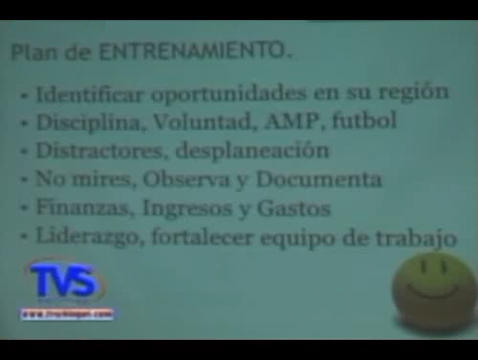 Plan de ENTRENAMIENTO.
• Identificar oportunidades en su región
• Disciplina, Voluntad, AMP, futbol
• Distractores, desplaneación
• No mires, Observa y Documenta
• Finanzas, Ingresos y Gastos
• Liderazgo, fortalecer equipo de trabajo
TVS